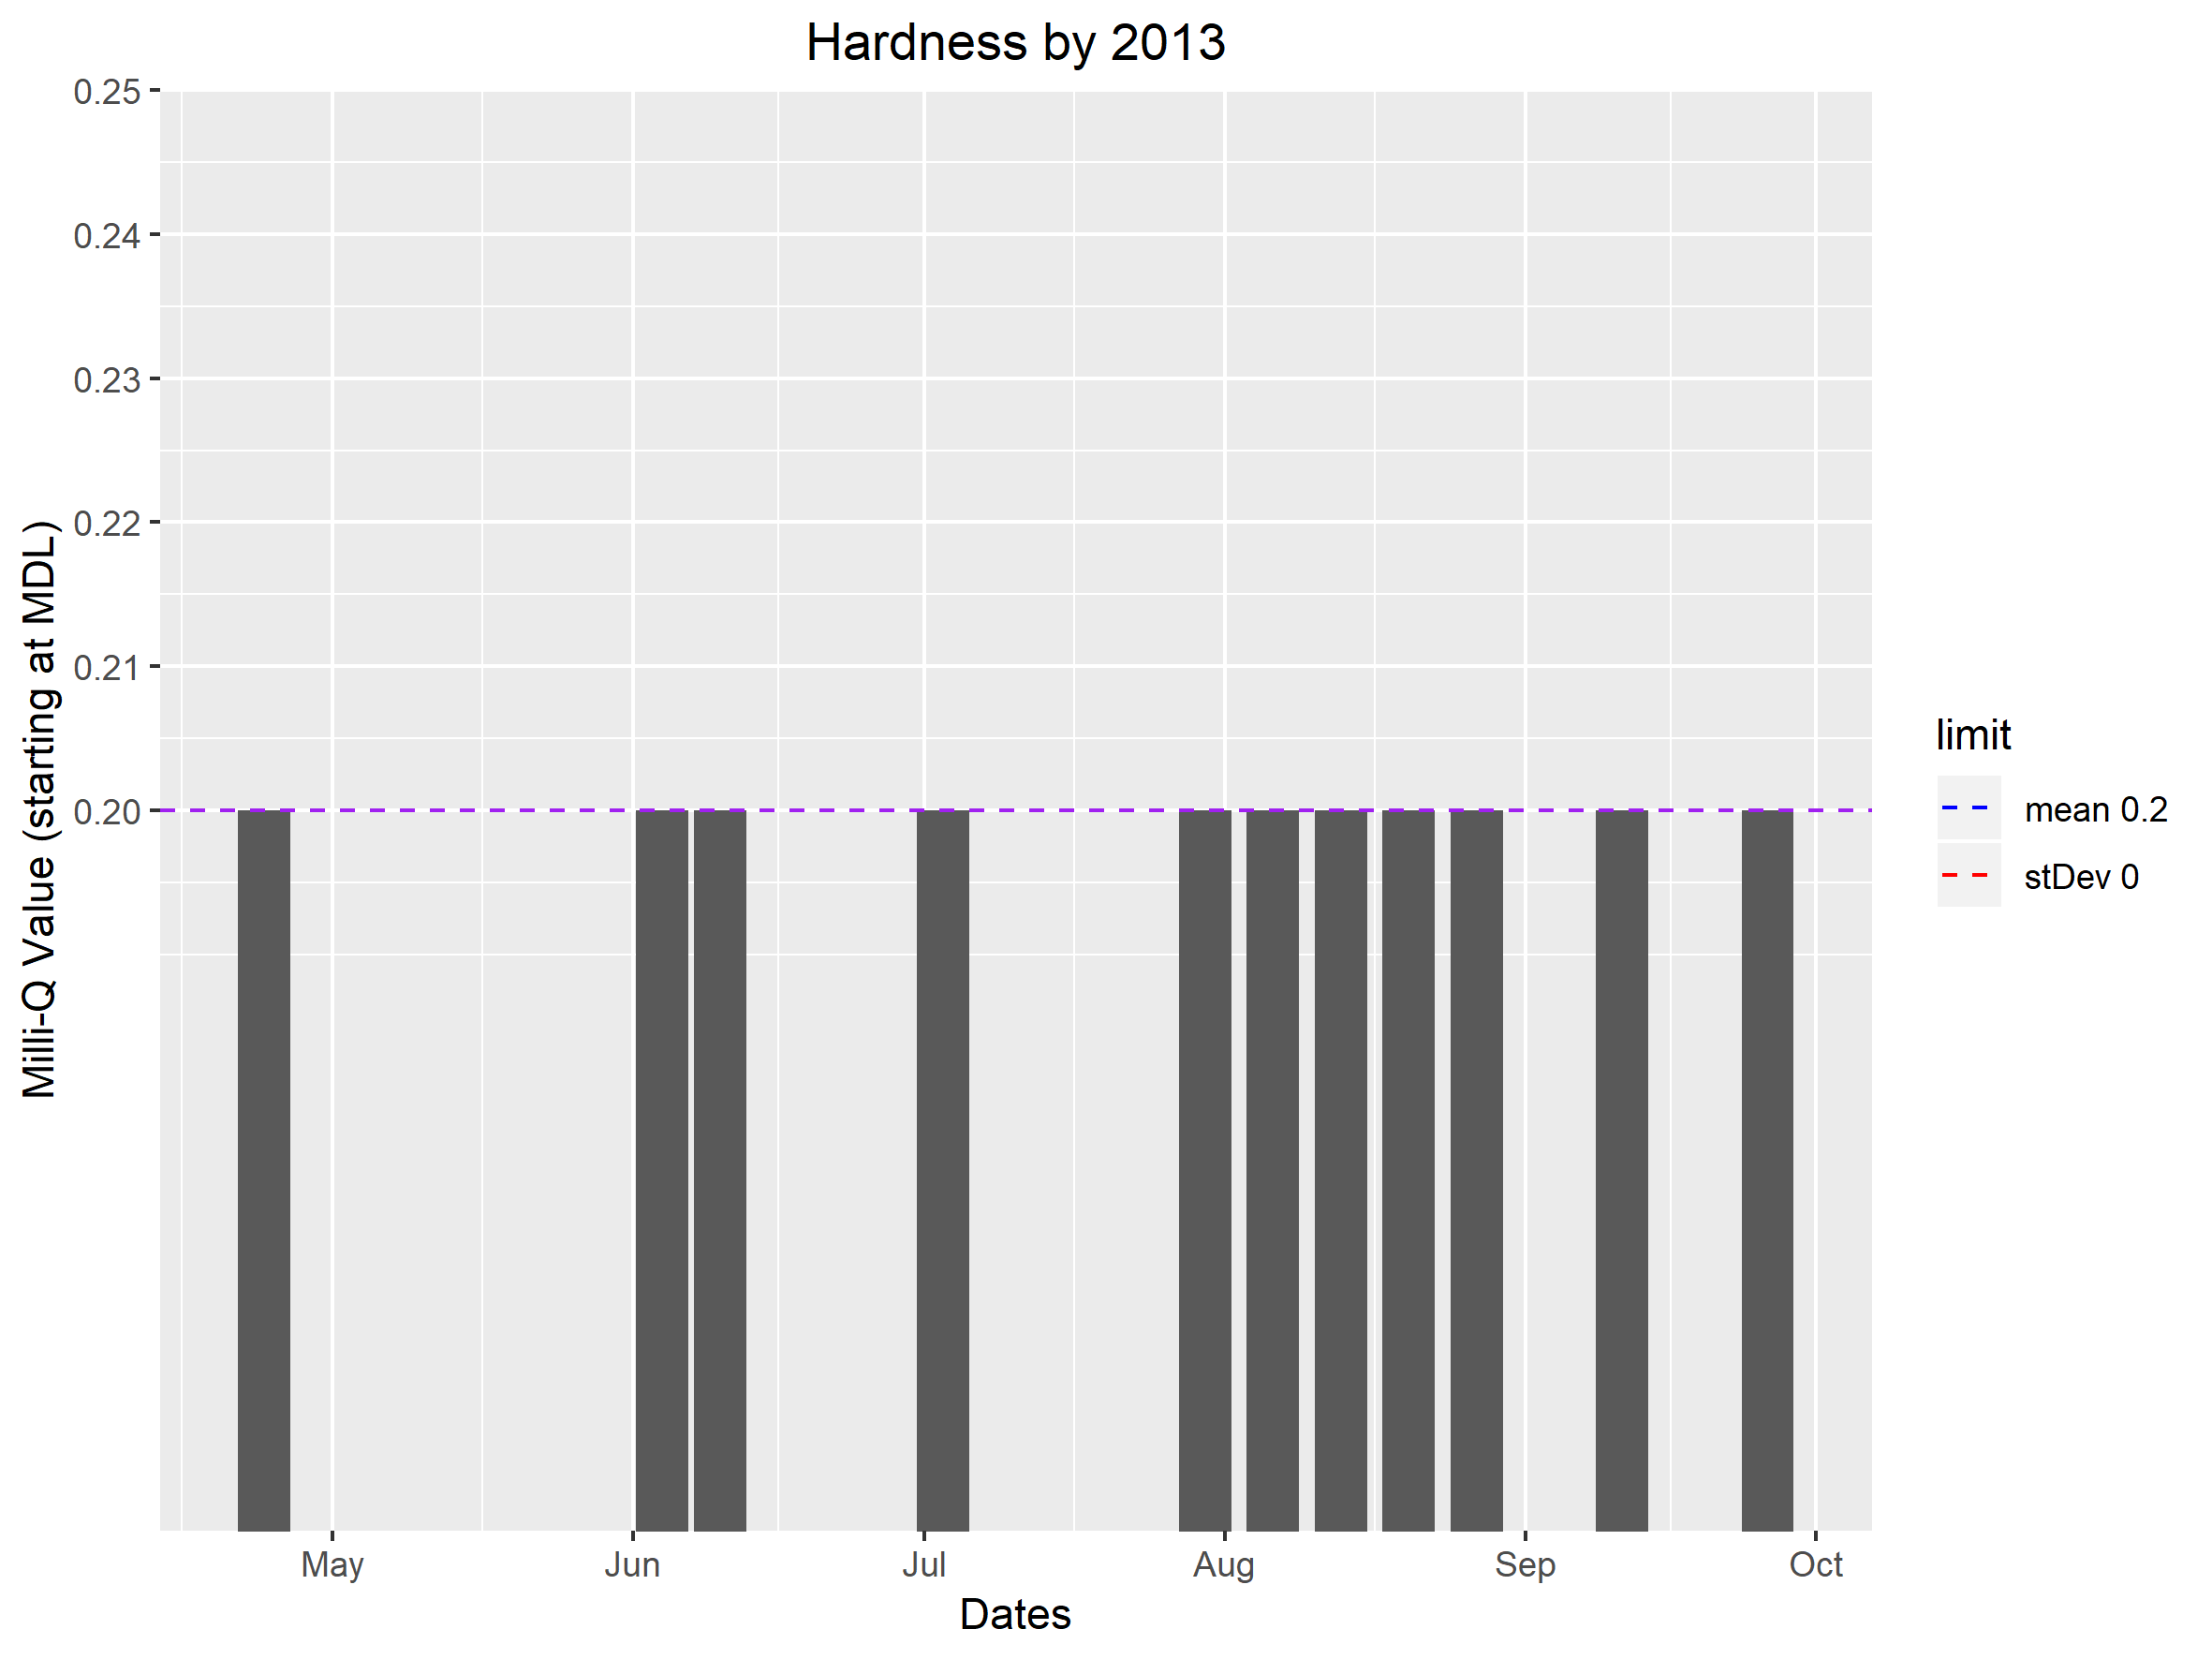 Hardness by 2013
0.25
0.24
0.23
0.22
0.21
0.20
Milli-Q Value (starting at MDL)
May Jun Jul Aug Sep Oct
Dates
limit
mean 0.2
stDev 0